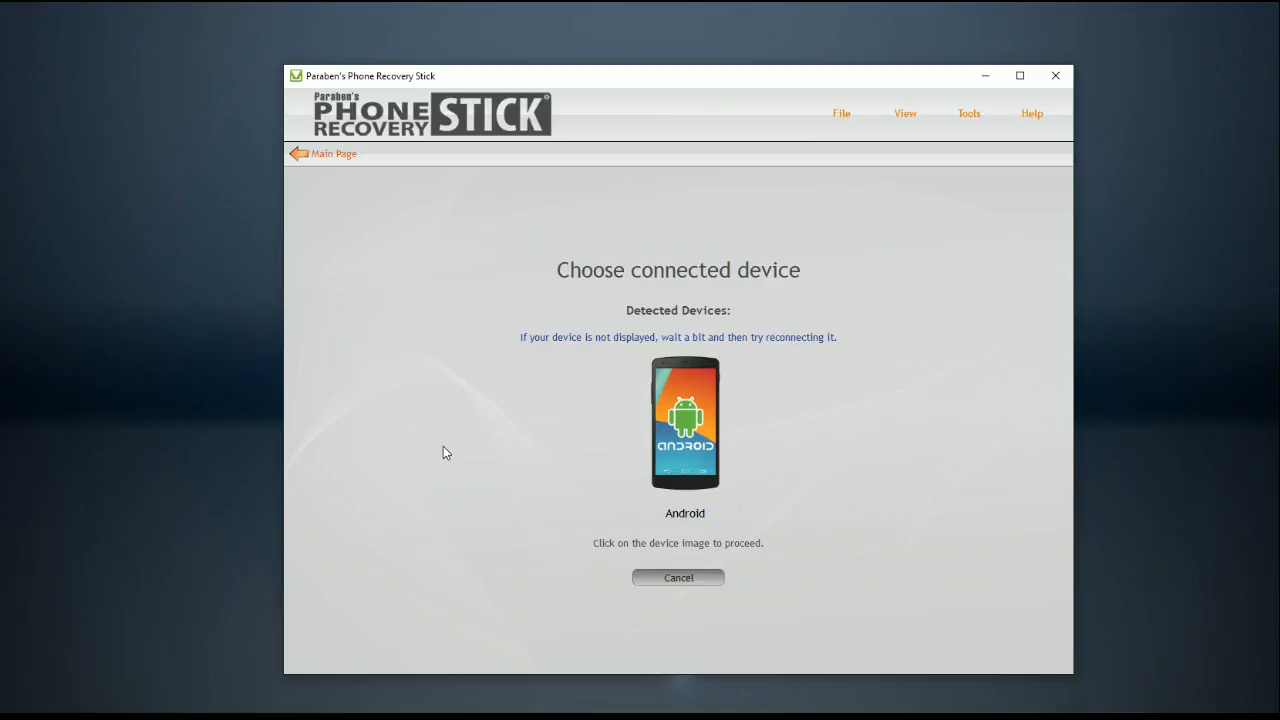 Paraben's Phone Recovery Stick
Paraben's
PHONE
RECOVERY STICK®
File View Tools Help
Main Page
Choose connected device
Detected Devices:
If your device is not displayed, wait a bit and then try reconnecting it.
ANDROID
Android
Click on the device image to proceed.
Cancel